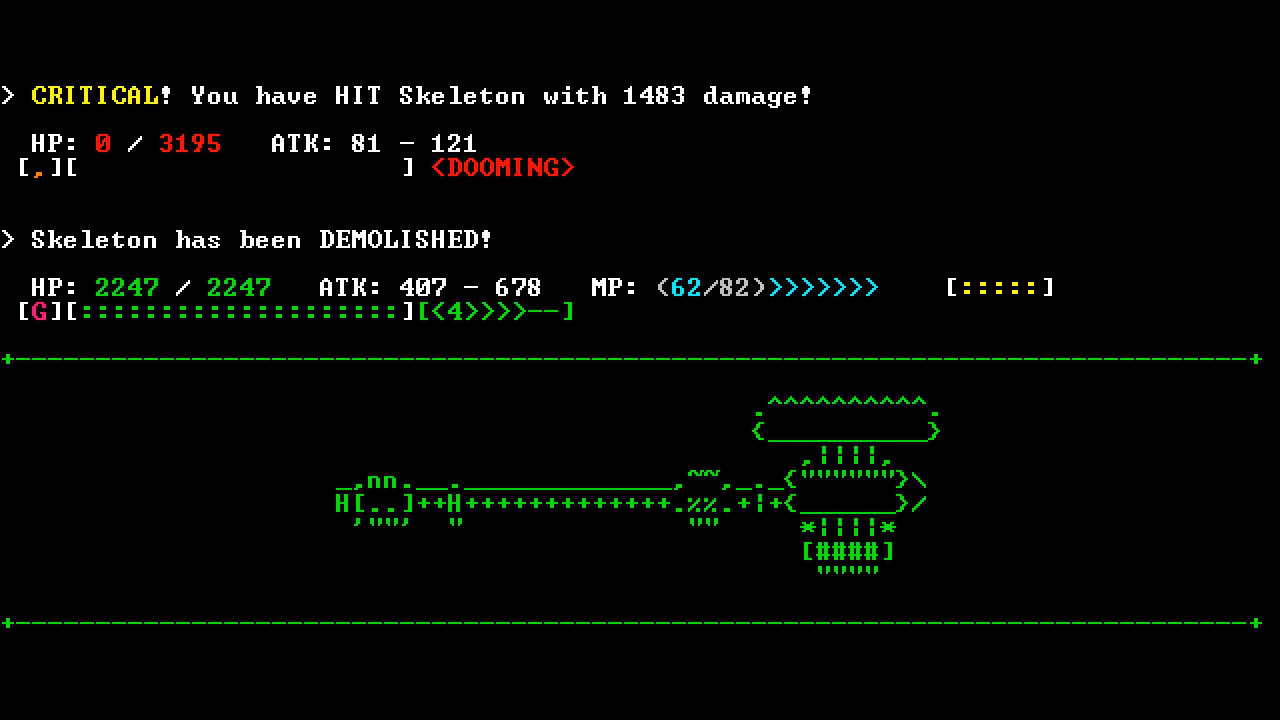 > CRITICAL! You have HIT Skeleton with 1483 damage!
HP: 0 / 3195 ATK: 81 - 121
[,][ ] <DOOMING>
> Skeleton has been DEMOLISHED!
HP: 2247 / 2247 ATK: 407 - 678 MP: (62/82)>>>>>>> [:::::]
[G][::::::::::::::::::::][<4>>>>--]